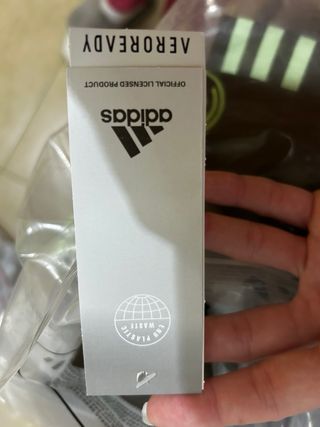 END PLASTIC
WASTE
adidas
OFFICIAL LICENSED PRODUCT
AEROREADY